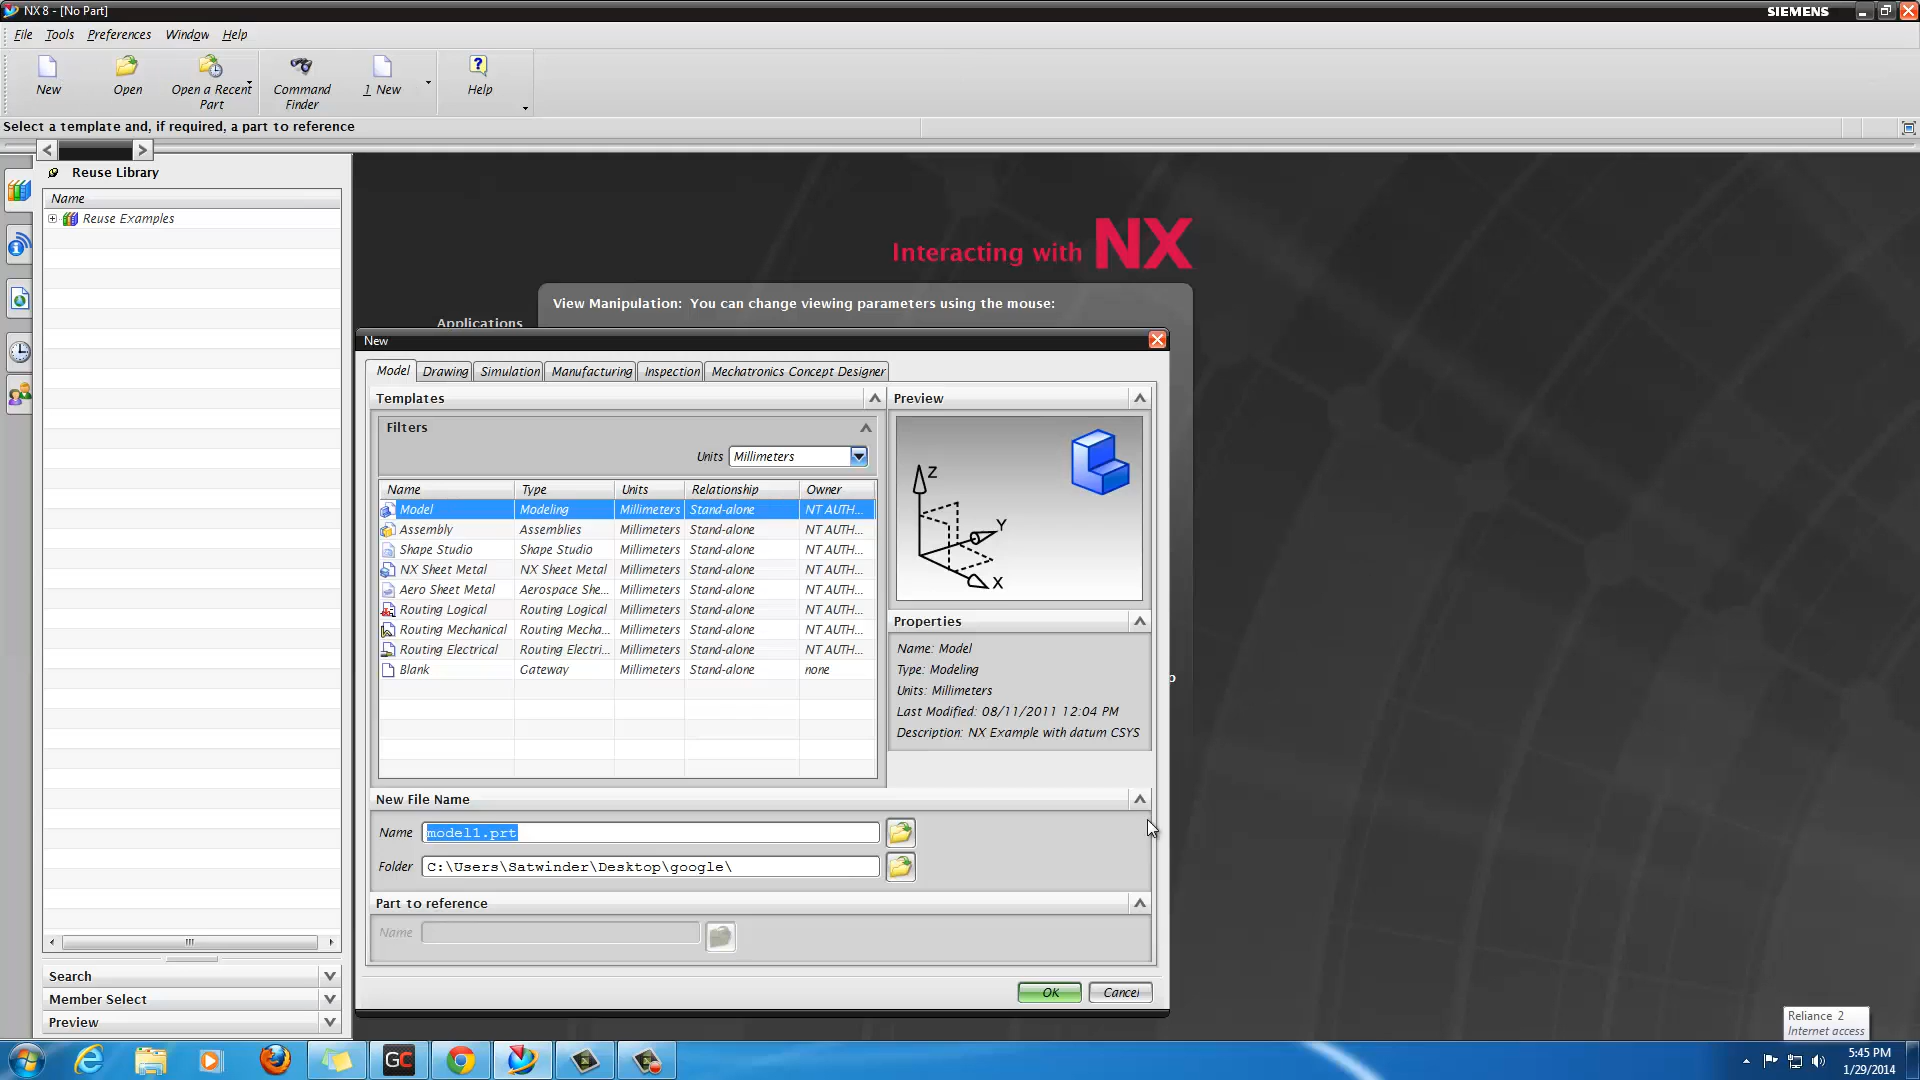 NX 8 - [No Part]
SIEMENS
File Tools Preferences Window Help
New
Open
Open a Recent
Part
Command
Finder
1 New
Help
Select a template and, if required, a part to reference
Reuse Library
Name
Reuse Examples
Interacting with NX
View Manipulation: You can change viewing parameters using the mouse:
Applications
New
Model Drawing Simulation Manufacturing Inspection Mechatronics Concept Designer
Templates
Filters
Units Millimeters
Name Type Units Relationship Owner
Model Modeling Millimeters Stand-alone NT AUTH...
Assembly Assemblies Millimeters Stand-alone NT AUTH...
Shape Studio Shape Studio Millimeters Stand-alone NT AUTH...
NX Sheet Metal NX Sheet Metal Millimeters Stand-alone NT AUTH...
Aero Sheet Metal Aerospace She... Millimeters Stand-alone NT AUTH...
Routing Logical Routing Logical Millimeters Stand-alone NT AUTH...
Routing Mechanical Routing Mecha... Millimeters Stand-alone NT AUTH...
Routing Electrical Routing Electri... Millimeters Stand-alone NT AUTH...
Blank Gateway Millimeters Stand-alone none
Preview
Z
Y
X
Properties
Name: Model
Type: Modeling
Units: Millimeters
Last Modified: 08/11/2011 12:04 PM
Description: NX Example with datum CSYS
New File Name
Name model1.prt
Folder C:\Users\Satwinder\Desktop\google\
Part to reference
Name
OK Cancel
Search
Member Select
Preview
Reliance 2
Internet access
GC
5:45 PM
1/29/2014